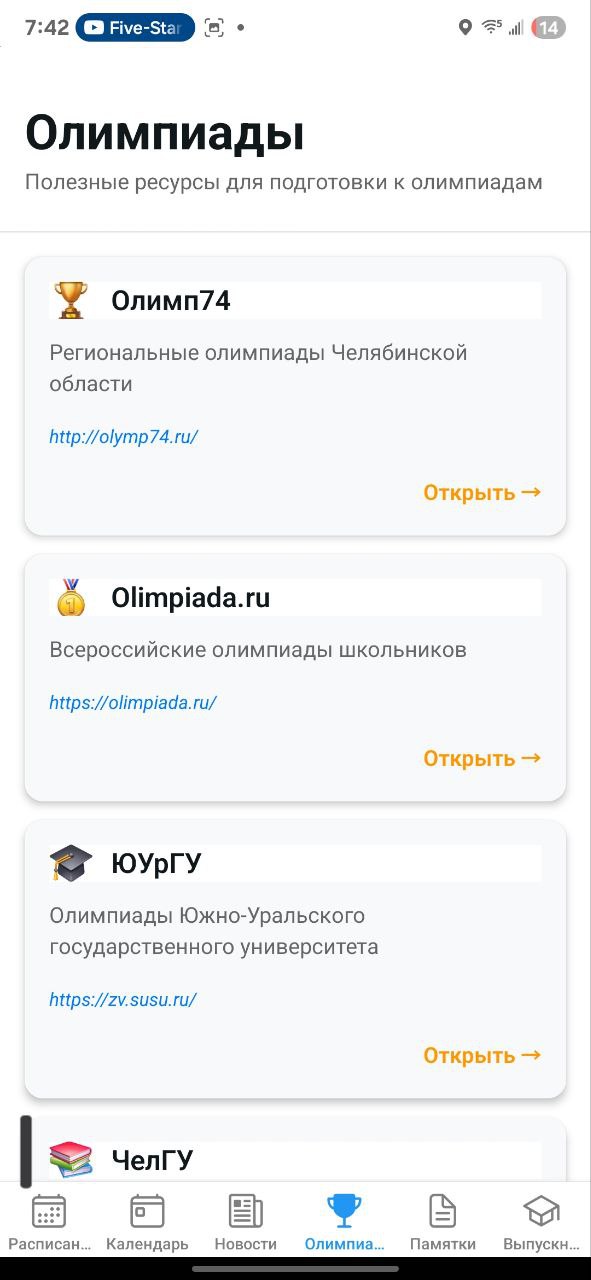 7:42 Five-Star 14
Олимпиады
Полезные ресурсы для подготовки к олимпиадам
Олимп74
Региональные олимпиады Челябинской
области
http://olymp74.ru/
Открыть →
Olimpiada.ru
Всероссийские олимпиады школьников
https://olimpiada.ru/
Открыть →
ЮУрГУ
Олимпиады Южно-Уральского
государственного университета
https://zv.susu.ru/
Открыть →
ЧелГУ
Расписан... Календарь Новости Олимпиа... Памятки Выпускн...